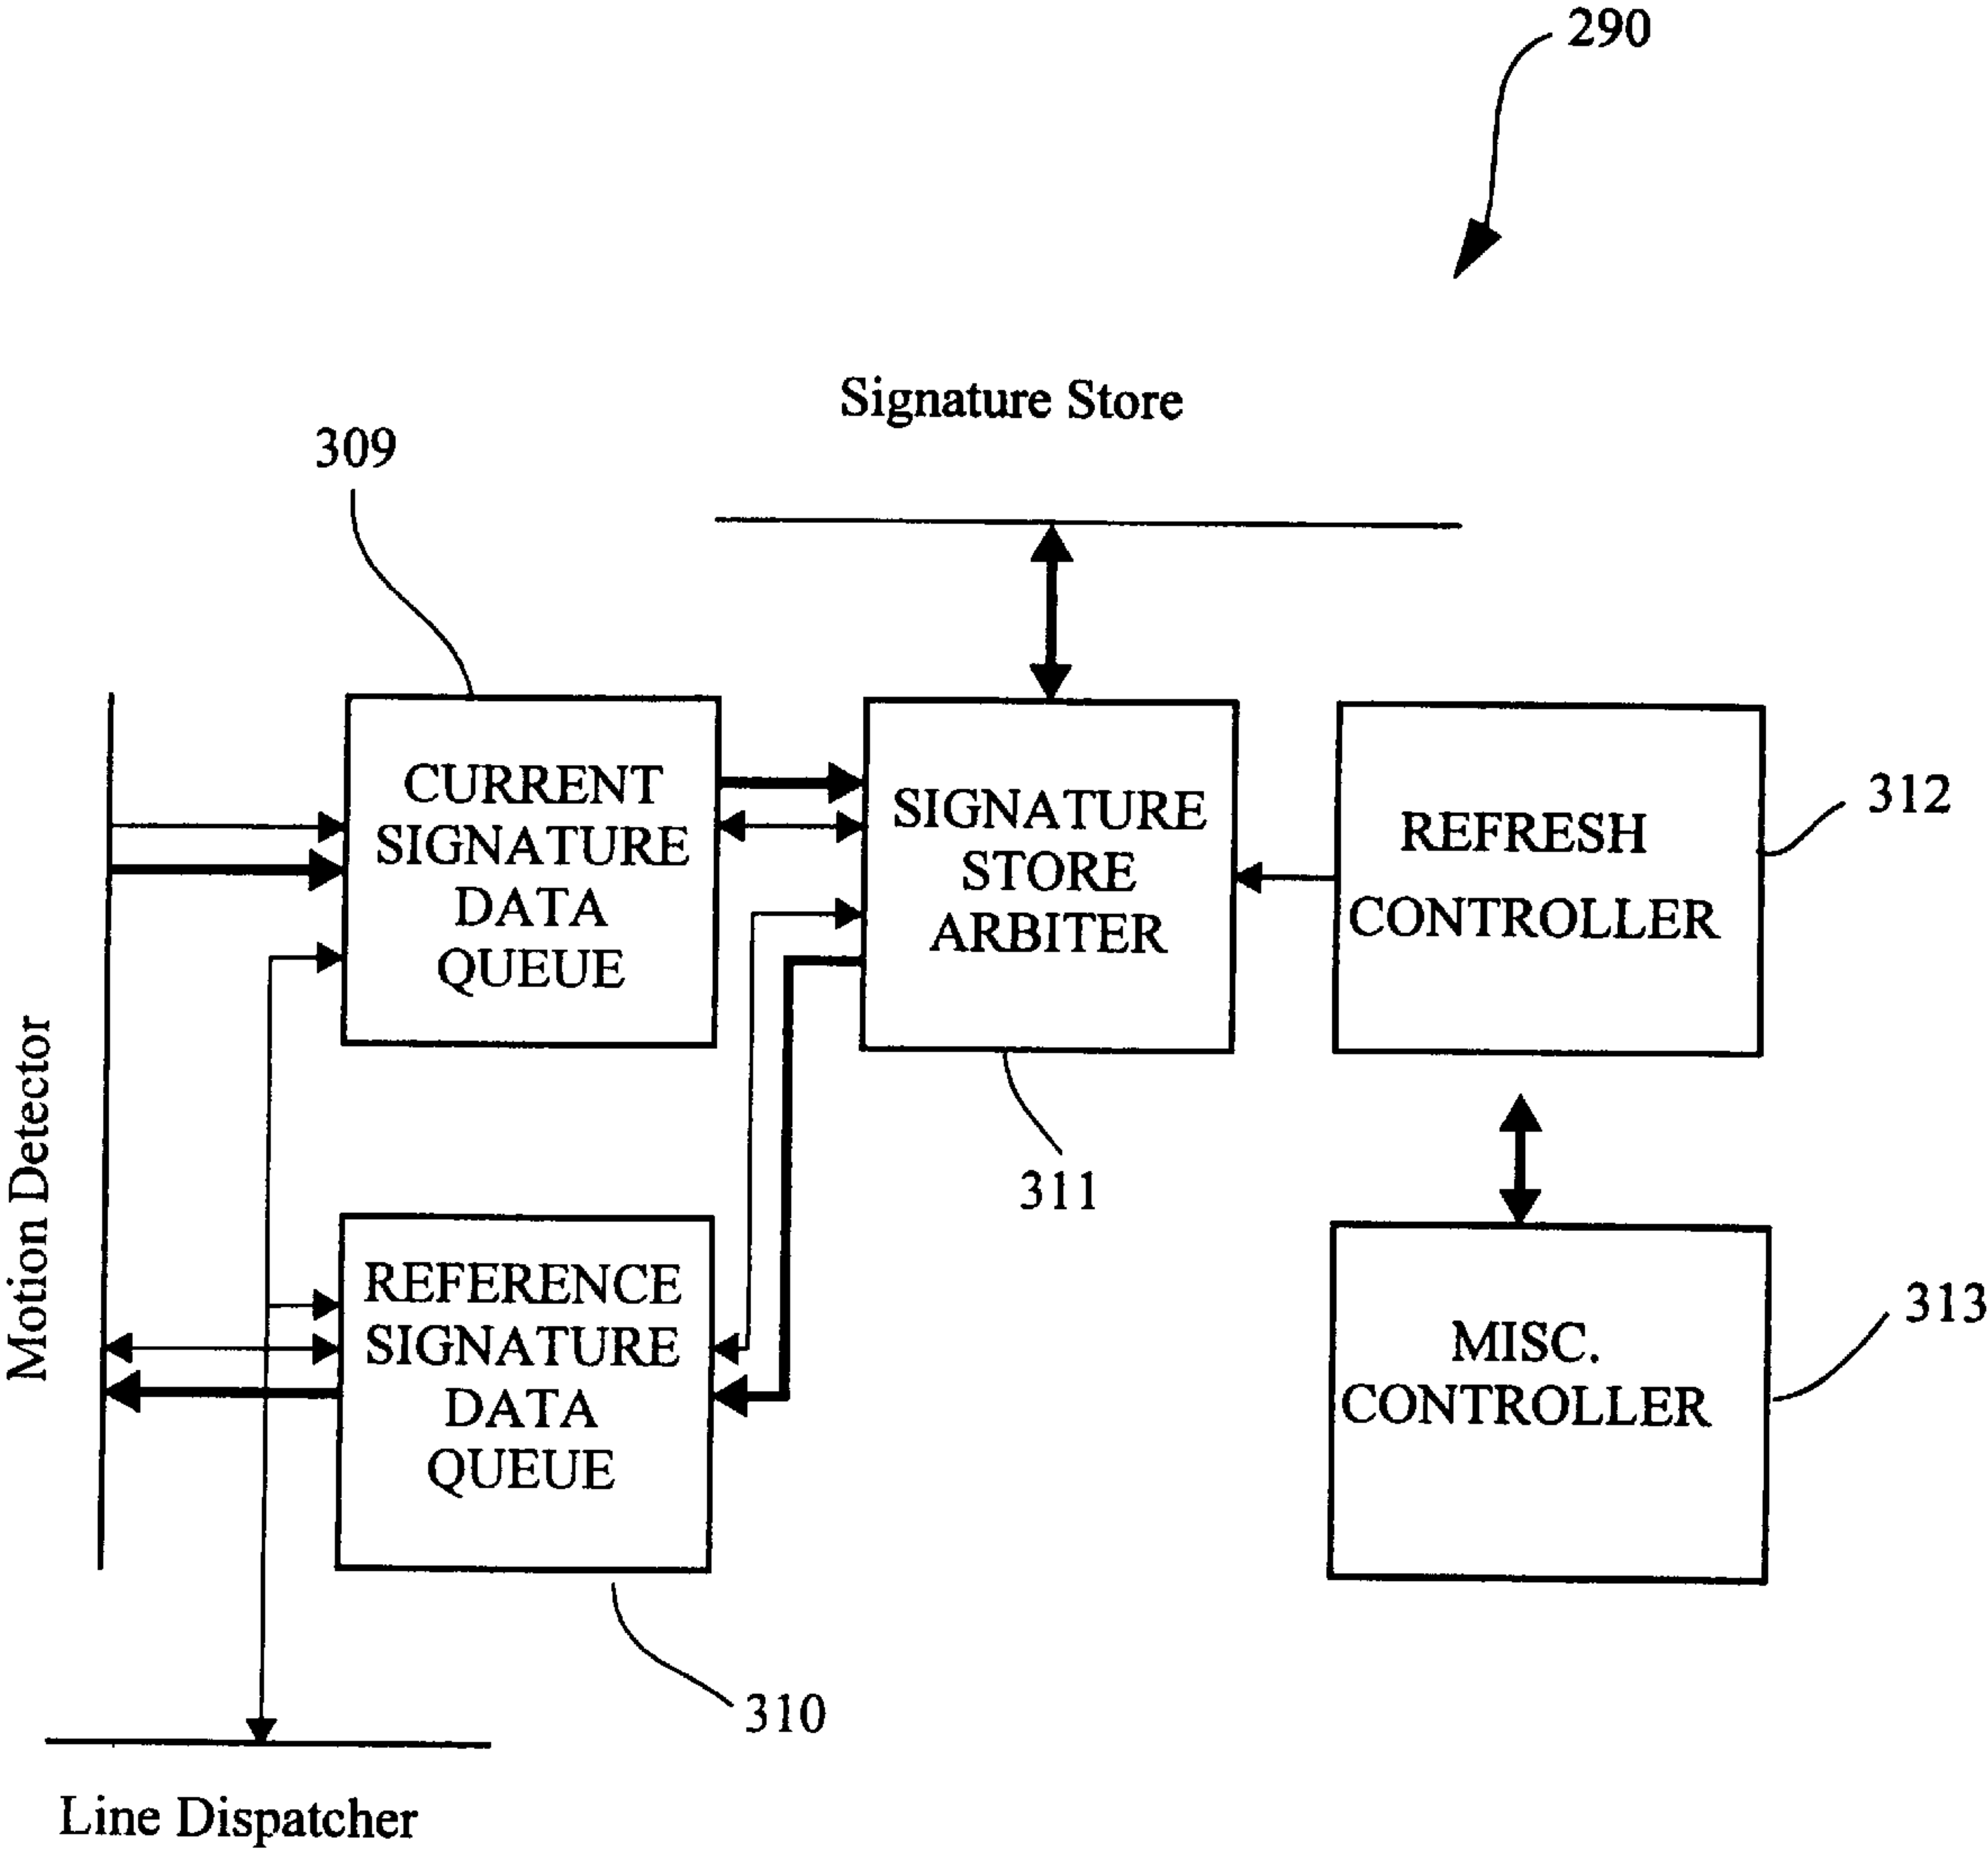 290
Signature Store
309
CURRENT
SIGNATURE
DATA
QUEUE
SIGNATURE
STORE
ARBITER
REFRESH
CONTROLLER
312
311
Motion Detector
REFERENCE
SIGNATURE
DATA
QUEUE
MISC.
CONTROLLER
313
310
Line Dispatcher